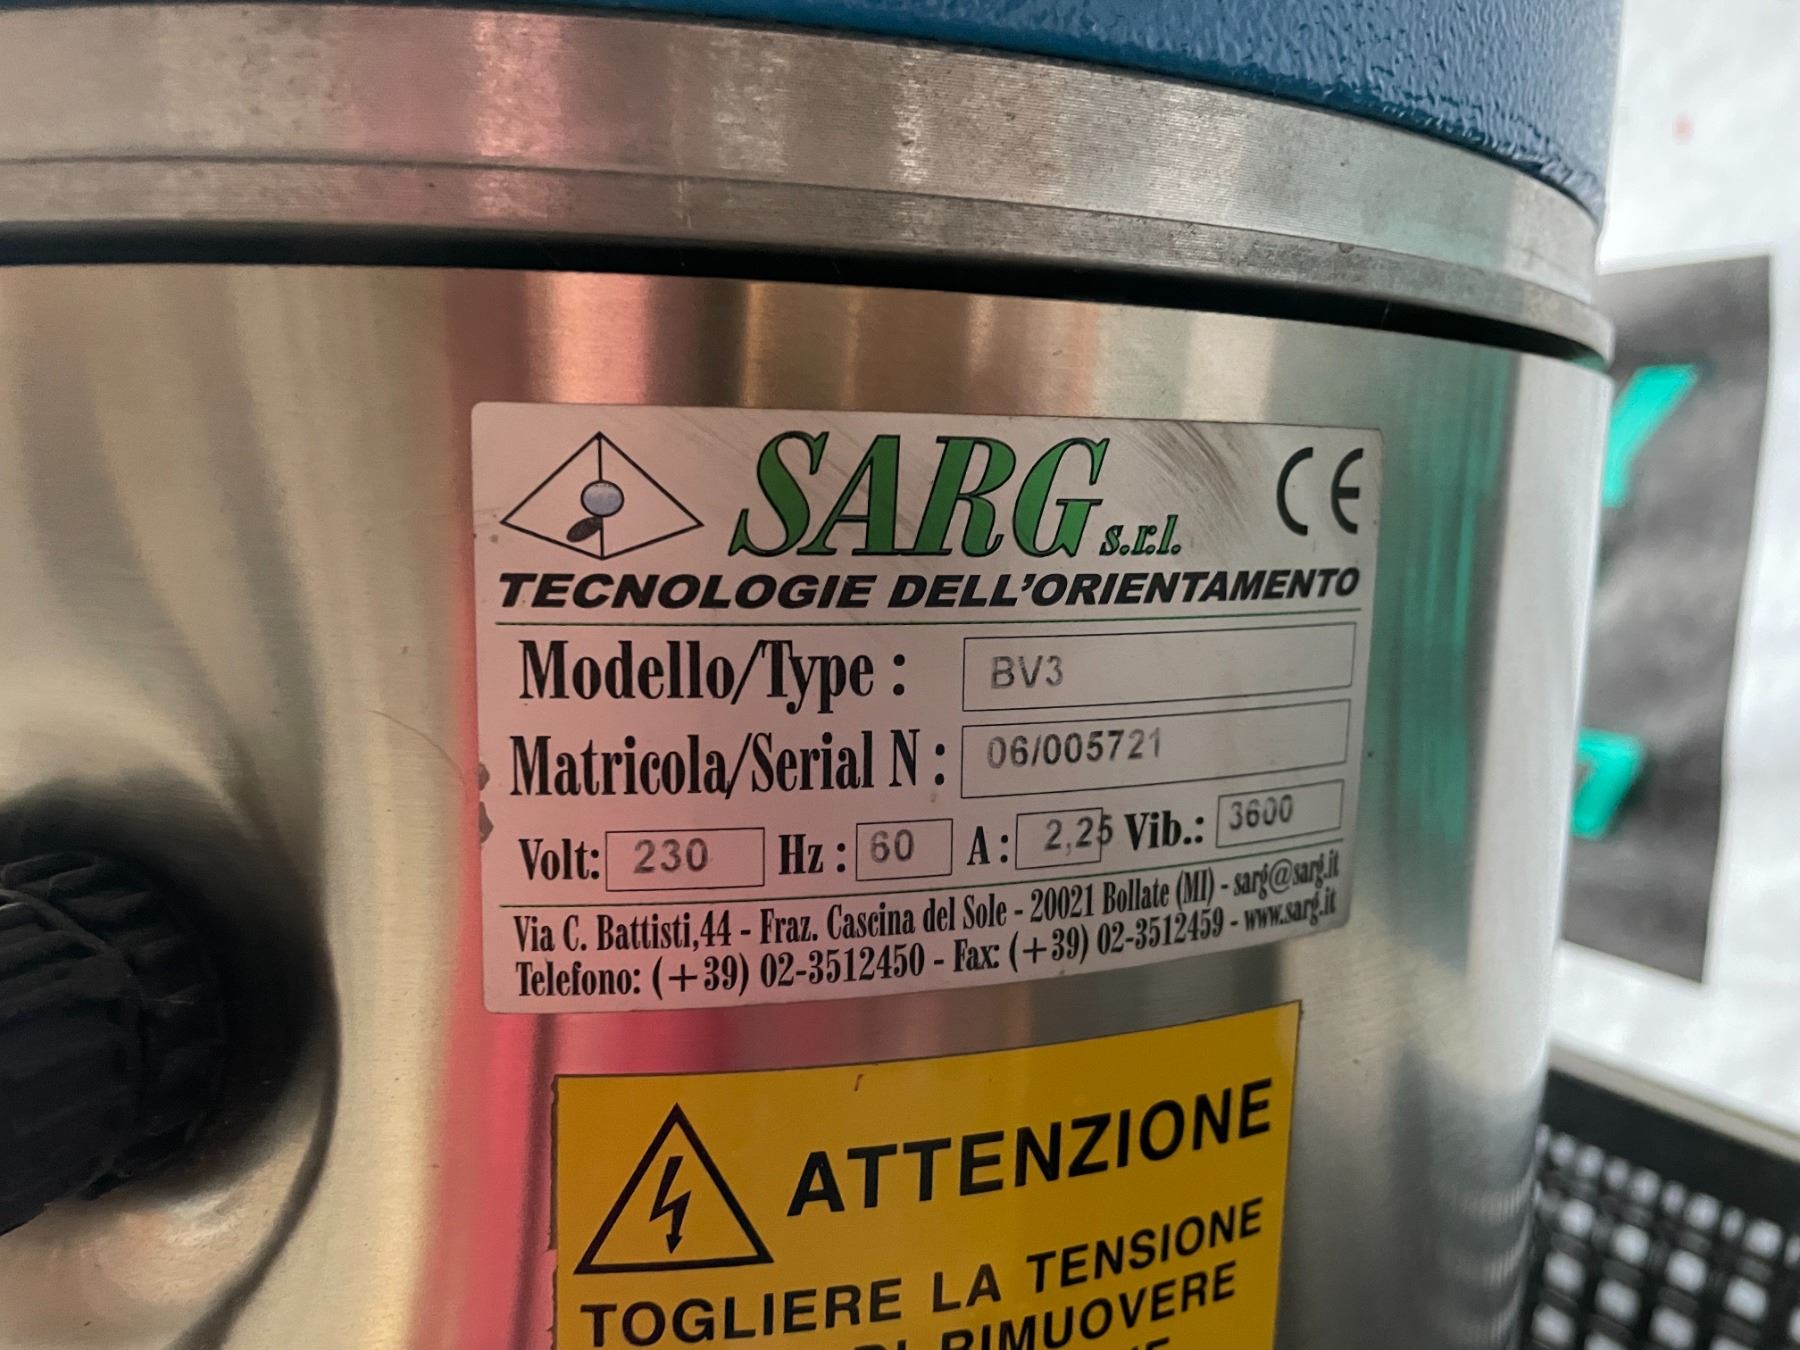 SARG s.r.l. CE
TECNOLOGIE DELL'ORIENTAMENTO
Modello/Type : BV3
Matricola/Serial N : 06/005721
Volt: 230 Hz : 60 A : 2,25 Vib.: 3600
Via C. Battisti,44 - Fraz. Cascina del Sole - 20021 Bollate (MI) - sarg@sarg.it
Telefono: (+39) 02-3512450 - Fax: (+39) 02-3512459 - www.sarg.it
ATTENZIONE
TOGLIERE LA TENSIONE
DI RIMUOVERE